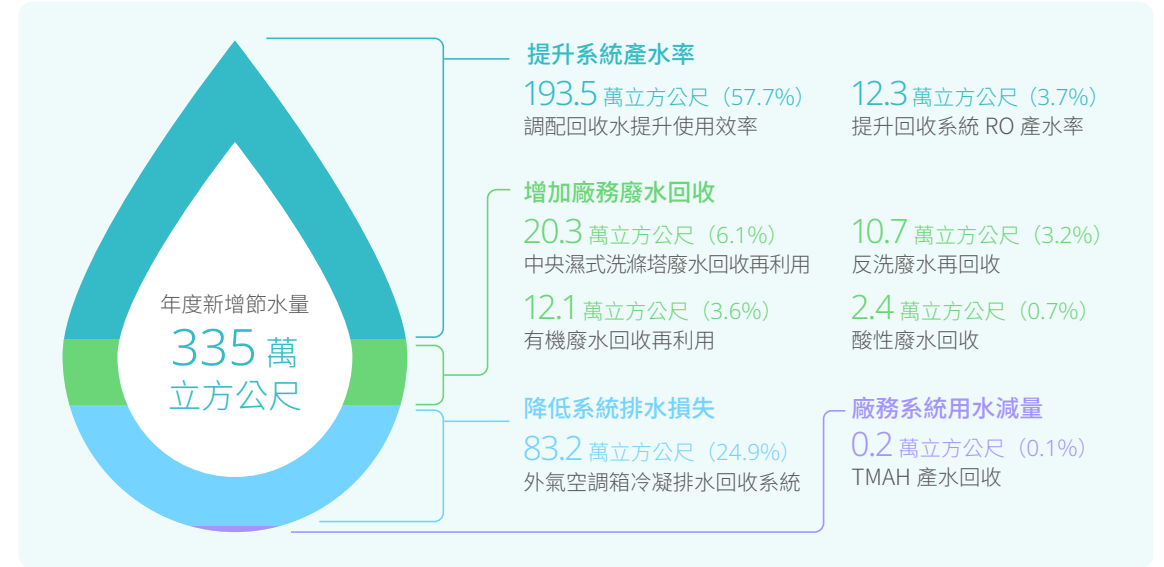 年度新增節水量
335 萬
立方公尺
提升系統產水率
193.5 萬立方公尺（57.7%）
調配回收水提升使用效率
12.3 萬立方公尺（3.7%）
提升回收系統 RO 產水率
增加廠務廢水回收
20.3 萬立方公尺（6.1%）
中央濕式洗滌塔廢水回收再利用
10.7 萬立方公尺（3.2%）
反洗廢水再回收
12.1 萬立方公尺（3.6%）
有機廢水回收再利用
2.4 萬立方公尺（0.7%）
酸性廢水回收
降低系統排水損失
83.2 萬立方公尺（24.9%）
外氣空調箱冷凝排水回收系統
廠務系統用水減量
0.2 萬立方公尺（0.1%）
TMAH 產水回收